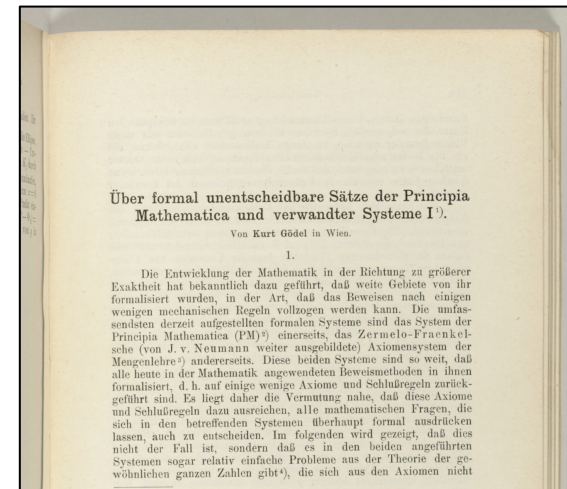 Über formal unentscheidbare Sätze der Principia
Mathematica und verwandter Systeme I¹).
Von Kurt Gödel in Wien.
1.
Die Entwicklung der Mathematik in der Richtung zu größerer
Exaktheit hat bekanntlich dazu geführt, daß weite Gebiete von ihr
formalisiert wurden, in der Art, daß das Beweisen nach einigen
wenigen mechanischen Regeln vollzogen werden kann. Die umfas-
sendsten derzeit aufgestellten formalen Systeme sind das System der
Principia Mathematica (PM)²) einerseits, das Zermelo-Fraenkel-
sche (von J. v. Neumann weiter ausgebildete) Axiomensystem der
Mengenlehre³) andererseits. Diese beiden Systeme sind so weit, daß
alle heute in der Mathematik angewendeten Beweismethoden in ihnen
formalisiert, d. h. auf einige wenige Axiome und Schlußregeln zurück-
geführt sind. Es liegt daher die Vermutung nahe, daß diese Axiome
und Schlußregeln dazu ausreichen, alle mathematischen Fragen, die
sich in den betreffenden Systemen überhaupt formal ausdrücken
lassen, auch zu entscheiden. Im folgenden wird gezeigt, daß dies
nicht der Fall ist, sondern daß es in den beiden angeführten
Systemen sogar relativ einfache Probleme aus der Theorie der ge-
wöhnlichen ganzen Zahlen gibt⁴), die sich aus den Axiomen nicht